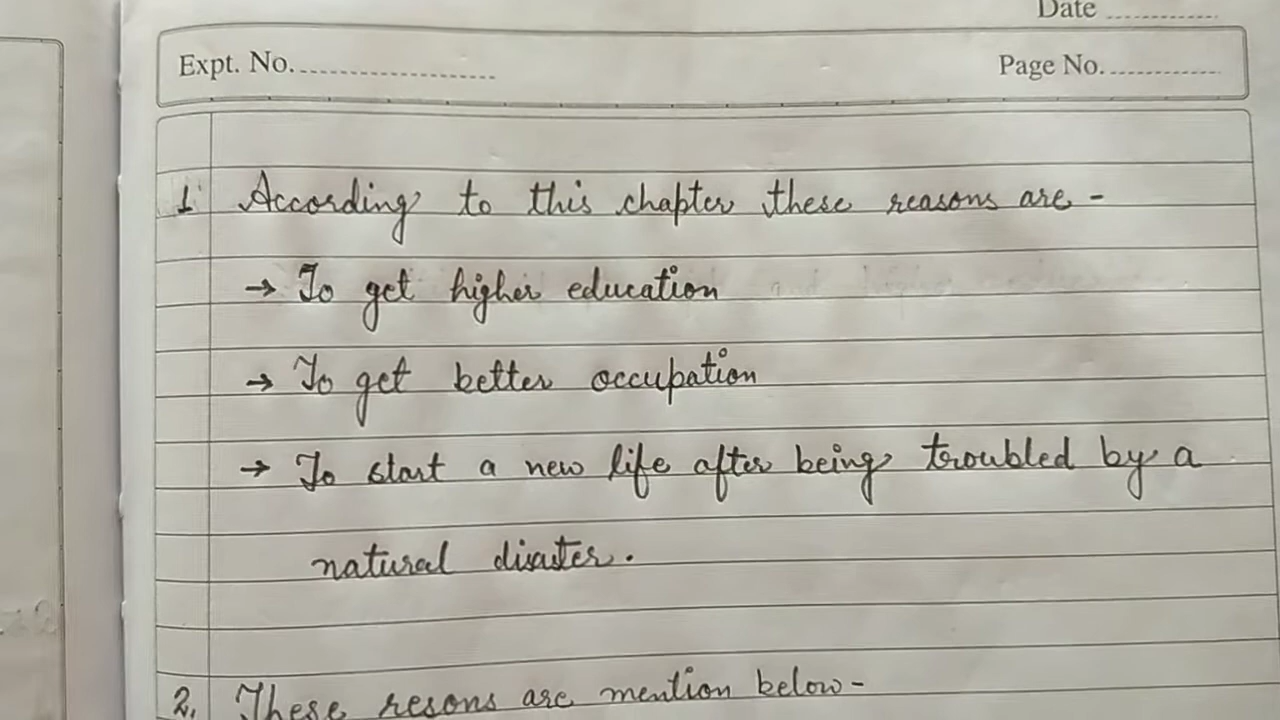 Date
Expt. No.
Page No.
1. According to this chapter these reasons are -
→ To get higher education
→ To get better occupation
→ To start a new life after being troubled by a
natural disaster.
2. These resons are mention below-